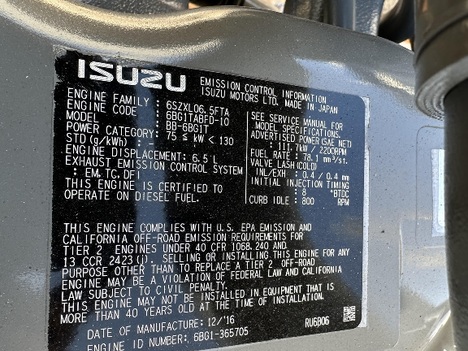 ISUZU
EMISSION CONTROL INFORMATION
ISUZU MOTORS LTD. MADE IN JAPAN
ENGINE FAMILY : 6SZXL06.5FTA
ENGINE CODE : 6BG1TABFD-10
MODEL : BB-6BG1T
POWER CATEGORY: 75 ≤ kW < 130
STD (g/kWh) : -
ENGINE DISPLACEMENT: 6.5 L
EXHAUST EMISSION CONTROL SYSTEM
: EM, TC, DFI
ENGINE IS CERTIFIED TO
OPERATE ON DIESEL FUEL.
REFER TO SERVICE MANUAL FOR
MODEL SPECIFICATIONS.
ADVERTISED POWER (SAE NET)
: 111.7kW / 2200RPM
FUEL RATE : 78.1 mm³/st.
VALVE LASH (COLD)
INL/EXH : 0.4 / 0.4 mm
INITIAL INJECTION TIMING
: 8 °BTDC
CURB IDLE : 800 RPM
THIS ENGINE COMPLIES WITH U.S. EPA EMISSION AND
CALIFORNIA OFF-ROAD EMISSION REQUIREMENTS FOR
TIER 2 ENGINES UNDER 40 CFR 1068.240 AND
13 CCR 2423 (J). SELLING OR INSTALLING THIS ENGINE FOR ANY
PURPOSE OTHER THAN TO REPLACE A TIER 2 OFF-ROAD
ENGINE MAY BE A VIOLATION OF FEDERAL LAW AND CALIFORNIA
LAW SUBJECT TO CIVIL PENALTY.
THIS ENGINE MAY NOT BE INSTALLED IN EQUIPMENT THAT IS
MORE THAN 40 YEARS OLD AT THE TIME OF INSTALLATION.
DATE OF MANUFACTURE: 12/'16
ENGINE NO. : 6BG1-365705
RU6B06